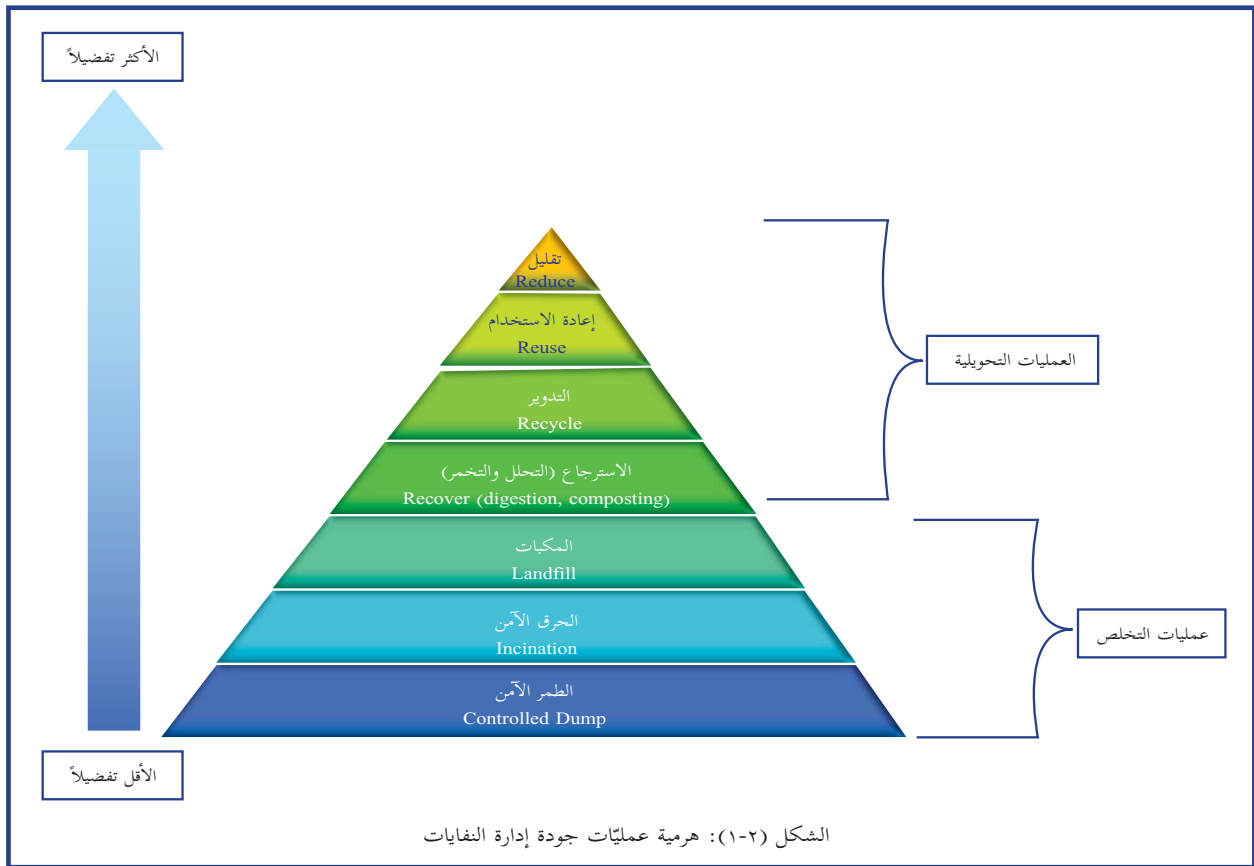 الأكثر تفضيلاً
تقليل
Reduce
إعادة الاستخدام
Reuse
العمليات التحويلية
التدوير
Recycle
الاسترجاع (التحلل والتخمر)
Recover (digestion, composting)
المكبات
Landfill
الحرق الآمن
Incination
عمليات التخلص
الطمر الآمن
Controlled Dump
الأقل تفضيلاً
الشكل (٢-١): هرمية عمليّات جودة إدارة النفايات